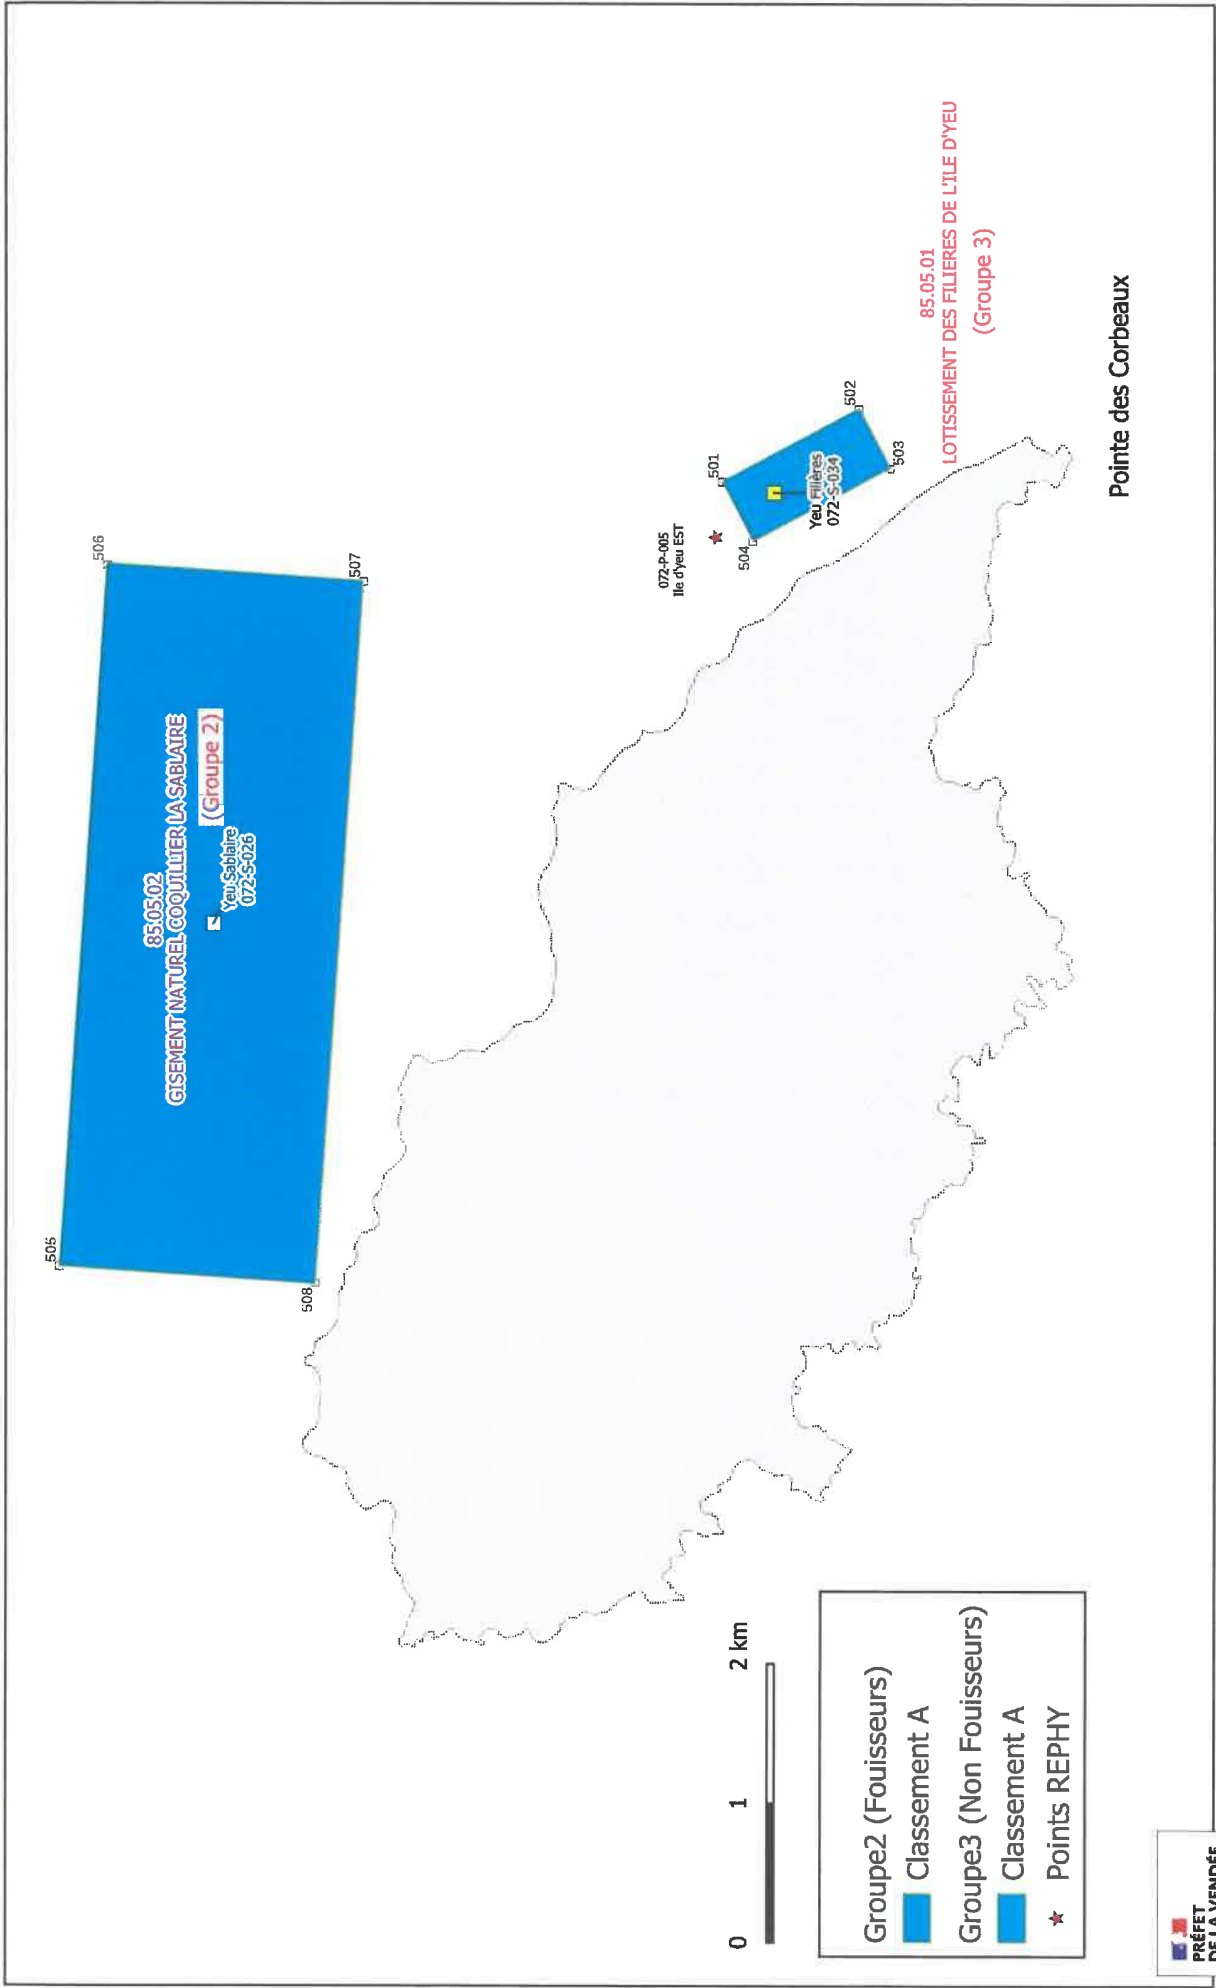 505
506
507
508
85.05.02
GISEMENT NATUREL COQUILLIER LA SABLAIRE
(Groupe 2)
Yeu Sablaire
072-S-026
072-P-005
Ile d'yeu EST
501
502
503
504
Yeu Filières
072-S-034
85.05.01
LOTISSEMENT DES FILIERES DE L'ILE D'YEU
(Groupe 3)
Pointe des Corbeaux
0 1 2 km
Groupe2 (Fouisseurs)
Classement A
Groupe3 (Non Fouisseurs)
Classement A
Points REPHY
PRÉFET
DE LA VENDÉE